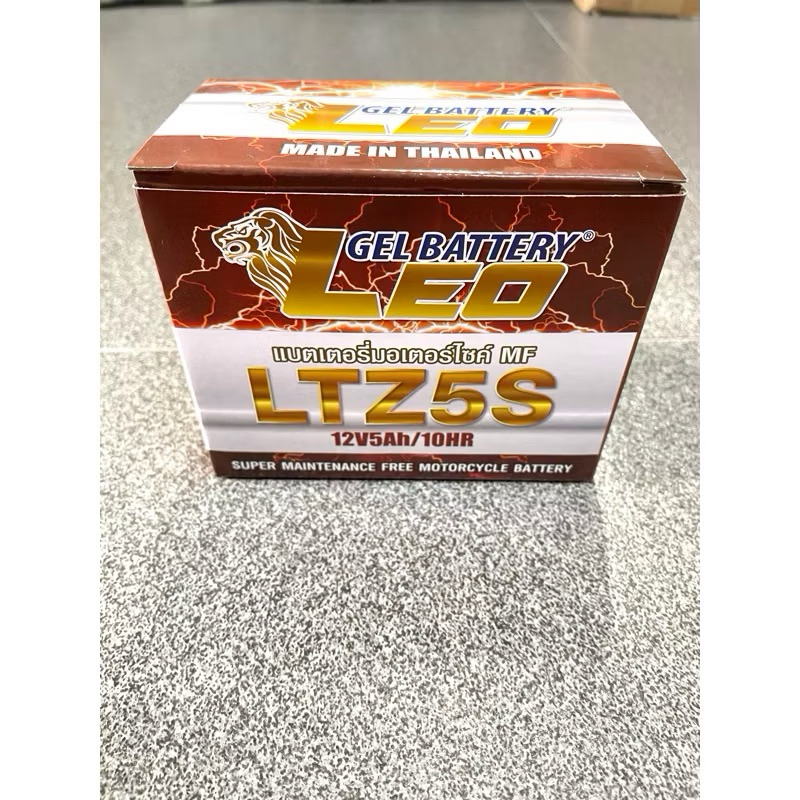 GEL BATTERY
LEO
MADE IN THAILAND
GEL BATTERY®
LEO
แบตเตอรี่มอเตอร์ไซค์ MF
LTZ5S
12V5Ah/10HR
SUPER MAINTENANCE FREE MOTORCYCLE BATTERY